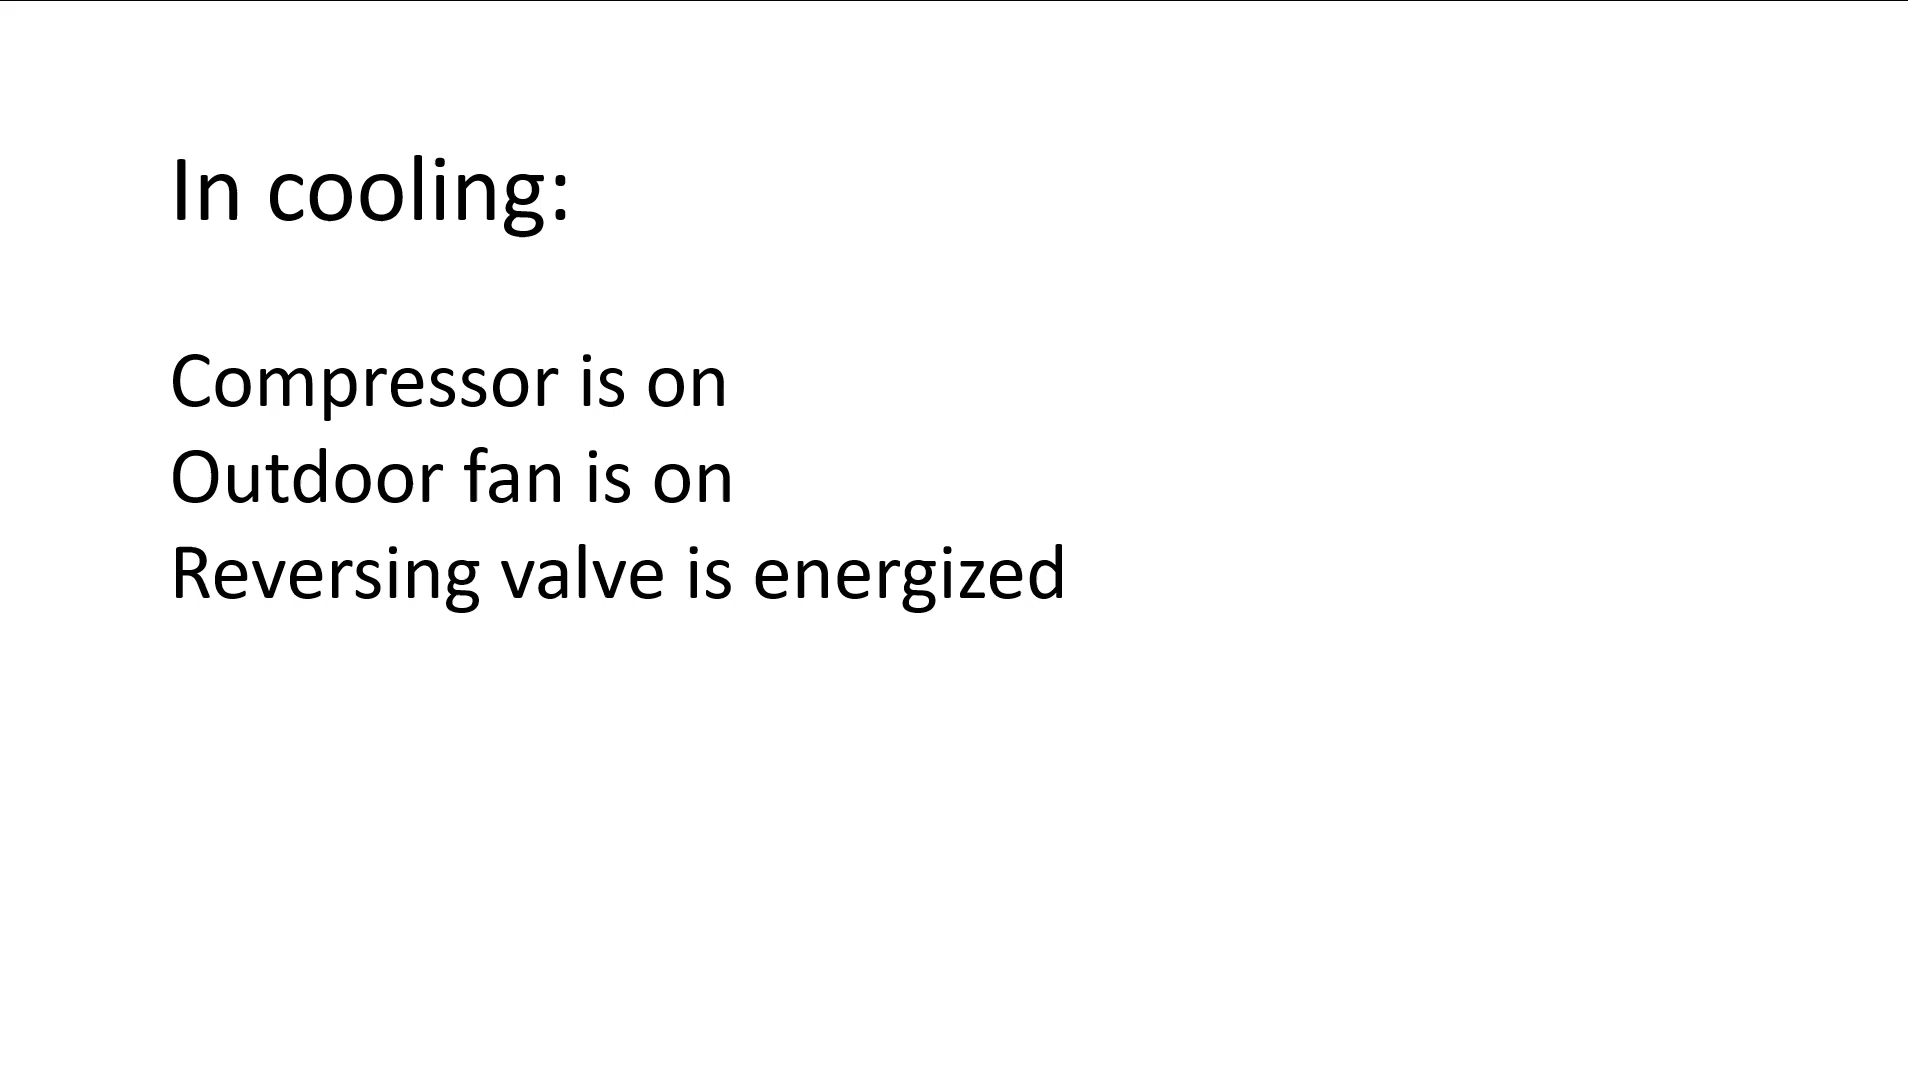 In cooling:
Compressor is on
Outdoor fan is on
Reversing valve is energized